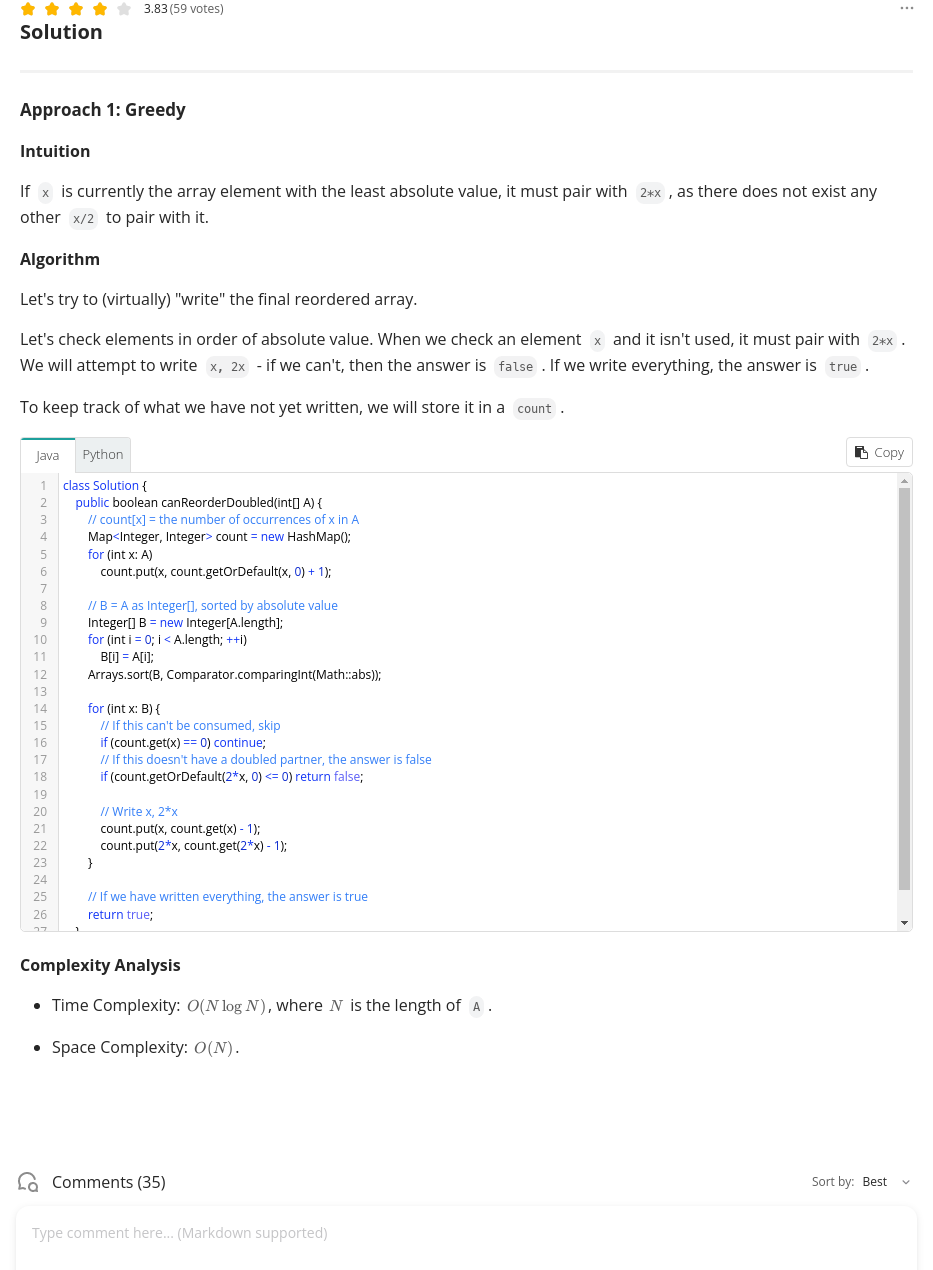 3.83 (59 votes)
Solution
Approach 1: Greedy
Intuition
If x is currently the array element with the least absolute value, it must pair with 2*x , as there does not exist any
other x/2 to pair with it.
Algorithm
Let's try to (virtually) "write" the final reordered array.
Let's check elements in order of absolute value. When we check an element x and it isn't used, it must pair with 2*x .
We will attempt to write x, 2x - if we can't, then the answer is false . If we write everything, the answer is true .
To keep track of what we have not yet written, we will store it in a count .
Java Python Copy
1 class Solution {
2 public boolean canReorderDoubled(int[] A) {
3 // count[x] = the number of occurrences of x in A
4 Map<Integer, Integer> count = new HashMap();
5 for (int x: A)
6 count.put(x, count.getOrDefault(x, 0) + 1);
7
8 // B = A as Integer[], sorted by absolute value
9 Integer[] B = new Integer[A.length];
10 for (int i = 0; i < A.length; ++i)
11 B[i] = A[i];
12 Arrays.sort(B, Comparator.comparingInt(Math::abs));
13
14 for (int x: B) {
15 // If this can't be consumed, skip
16 if (count.get(x) == 0) continue;
17 // If this doesn't have a doubled partner, the answer is false
18 if (count.getOrDefault(2*x, 0) <= 0) return false;
19
20 // Write x, 2*x
21 count.put(x, count.get(x) - 1);
22 count.put(2*x, count.get(2*x) - 1);
23 }
24
25 // If we have written everything, the answer is true
26 return true;
27 }
Complexity Analysis
• Time Complexity: O(N log N), where N is the length of A .
• Space Complexity: O(N).
Comments (35) Sort by: Best
Type comment here... (Markdown supported)